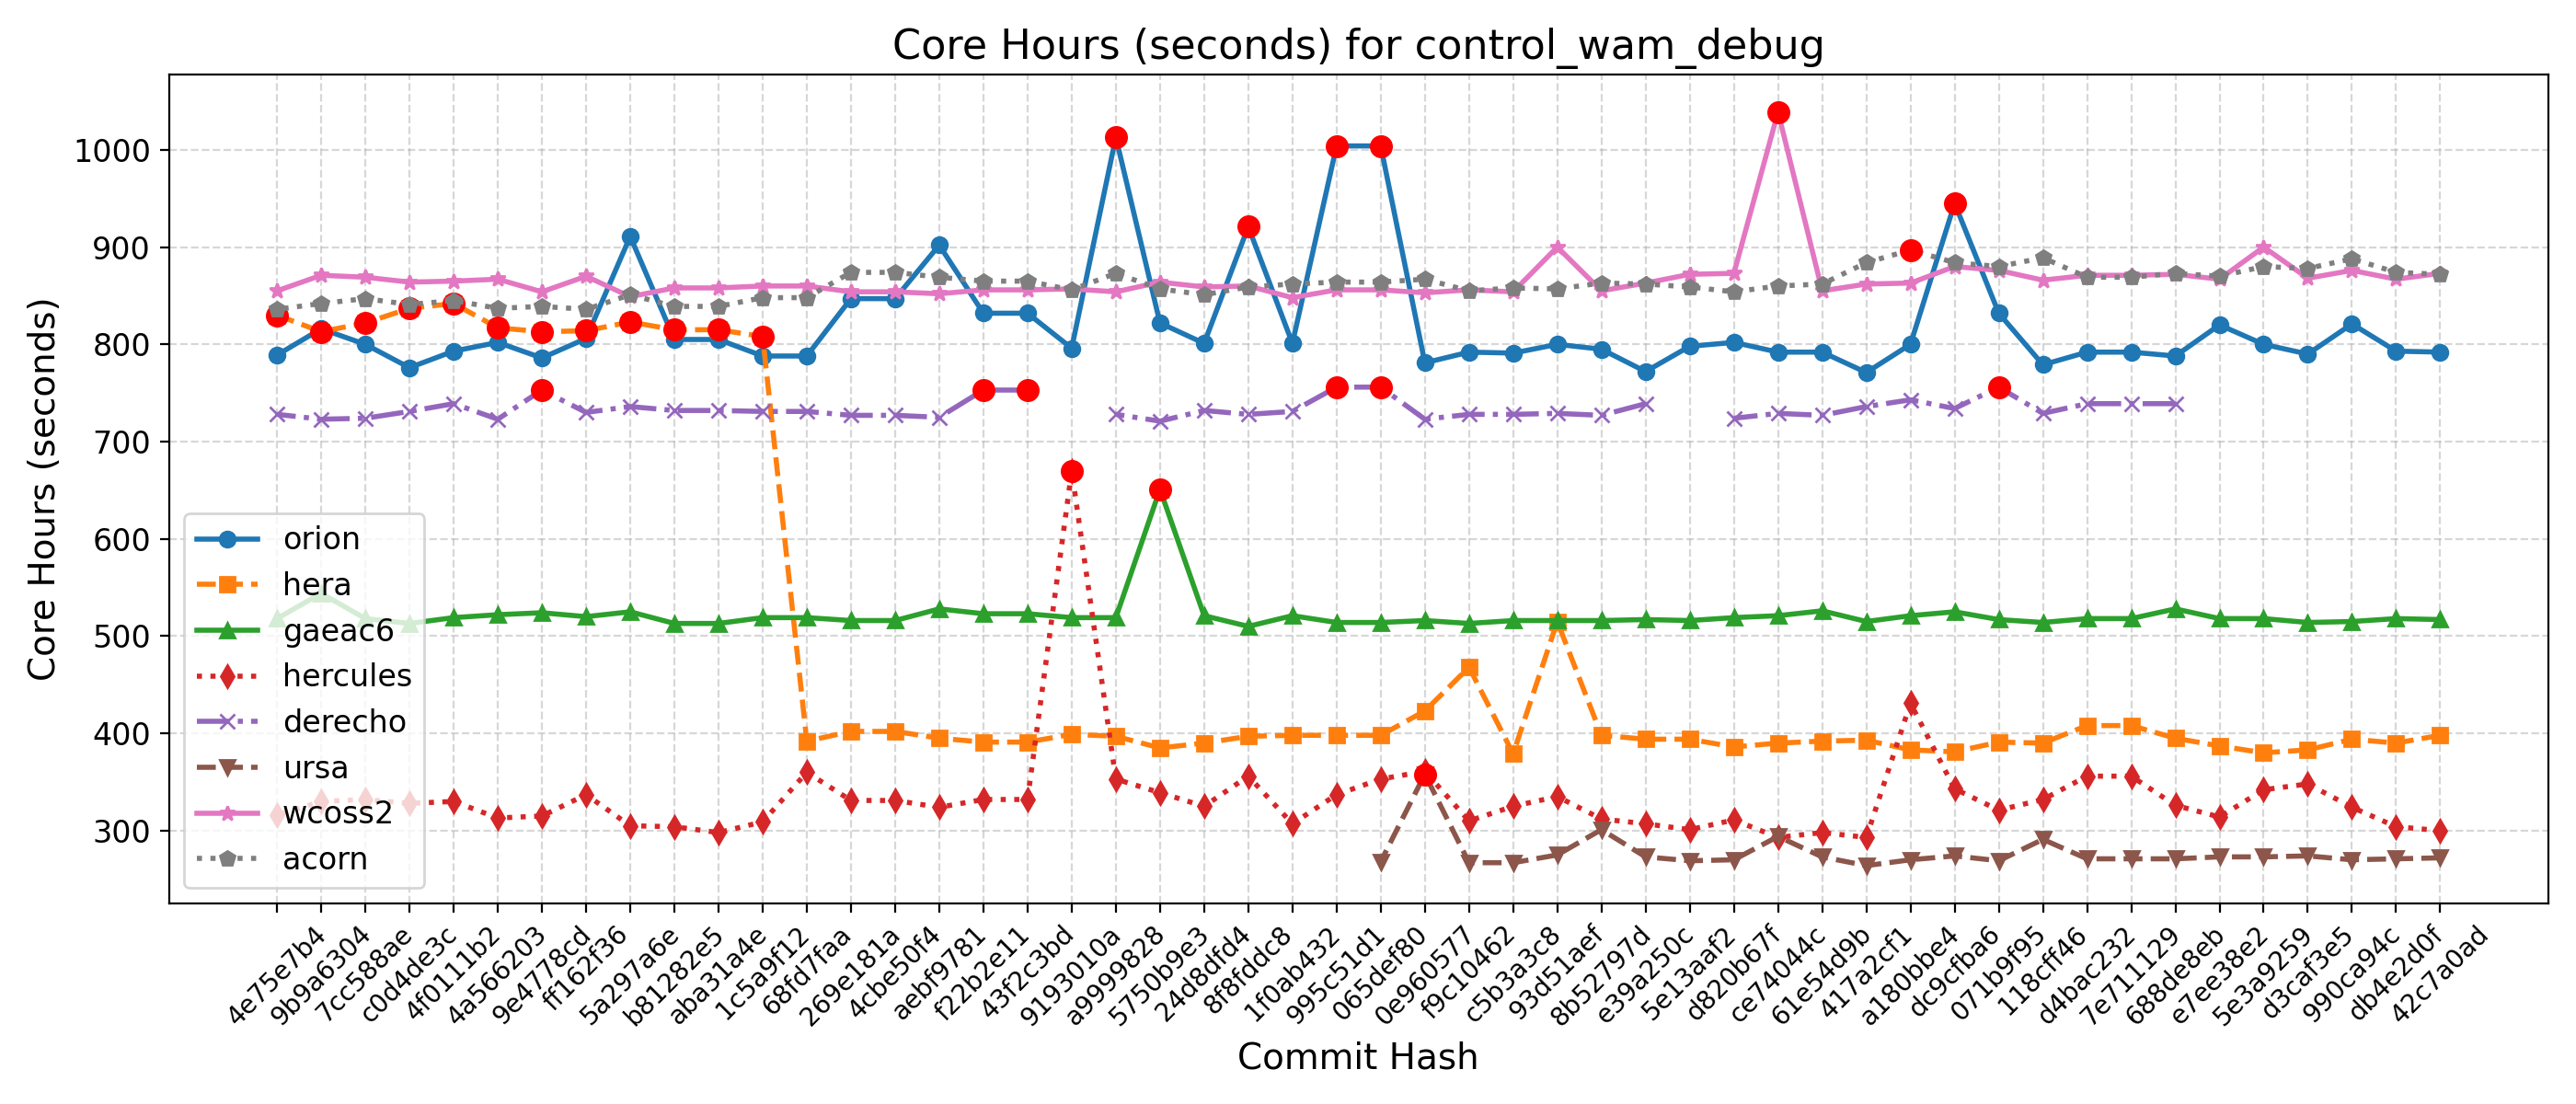 Core Hours (seconds) for control_wam_debug
Core Hours (seconds)
1000
900
800
700
600
500
400
300
orion
hera
gaeac6
hercules
derecho
ursa
wcoss2
acorn
4e75e7b4
9b9a6304
7cc588ae
c0d4de3c
4f0111b2
4a566203
9e4778cd
ff162f36
5a297a6e
b81282e5
aba31a4e
1c5a9f12
68fd7faa
269e181a
4cbe50f4
aebf9781
f22b2e11
43f2c3bd
9193010a
a9999828
5750b9e3
24d8dfd4
8f8fddc8
1f0ab432
995c51d1
065def80
0e960577
f9c10462
c5b3a3c8
93d51aef
8b52797d
e39a250c
5e13aaf2
d820b67f
ce74044c
61e54d9b
417a2cf1
a180bbe4
dc9cfba6
071b9f95
118cff46
d4bac232
7e711129
688de8eb
e7ee38e2
5e3a9259
d3caf3e5
990ca94c
db4e2d0f
42c7a0ad
Commit Hash